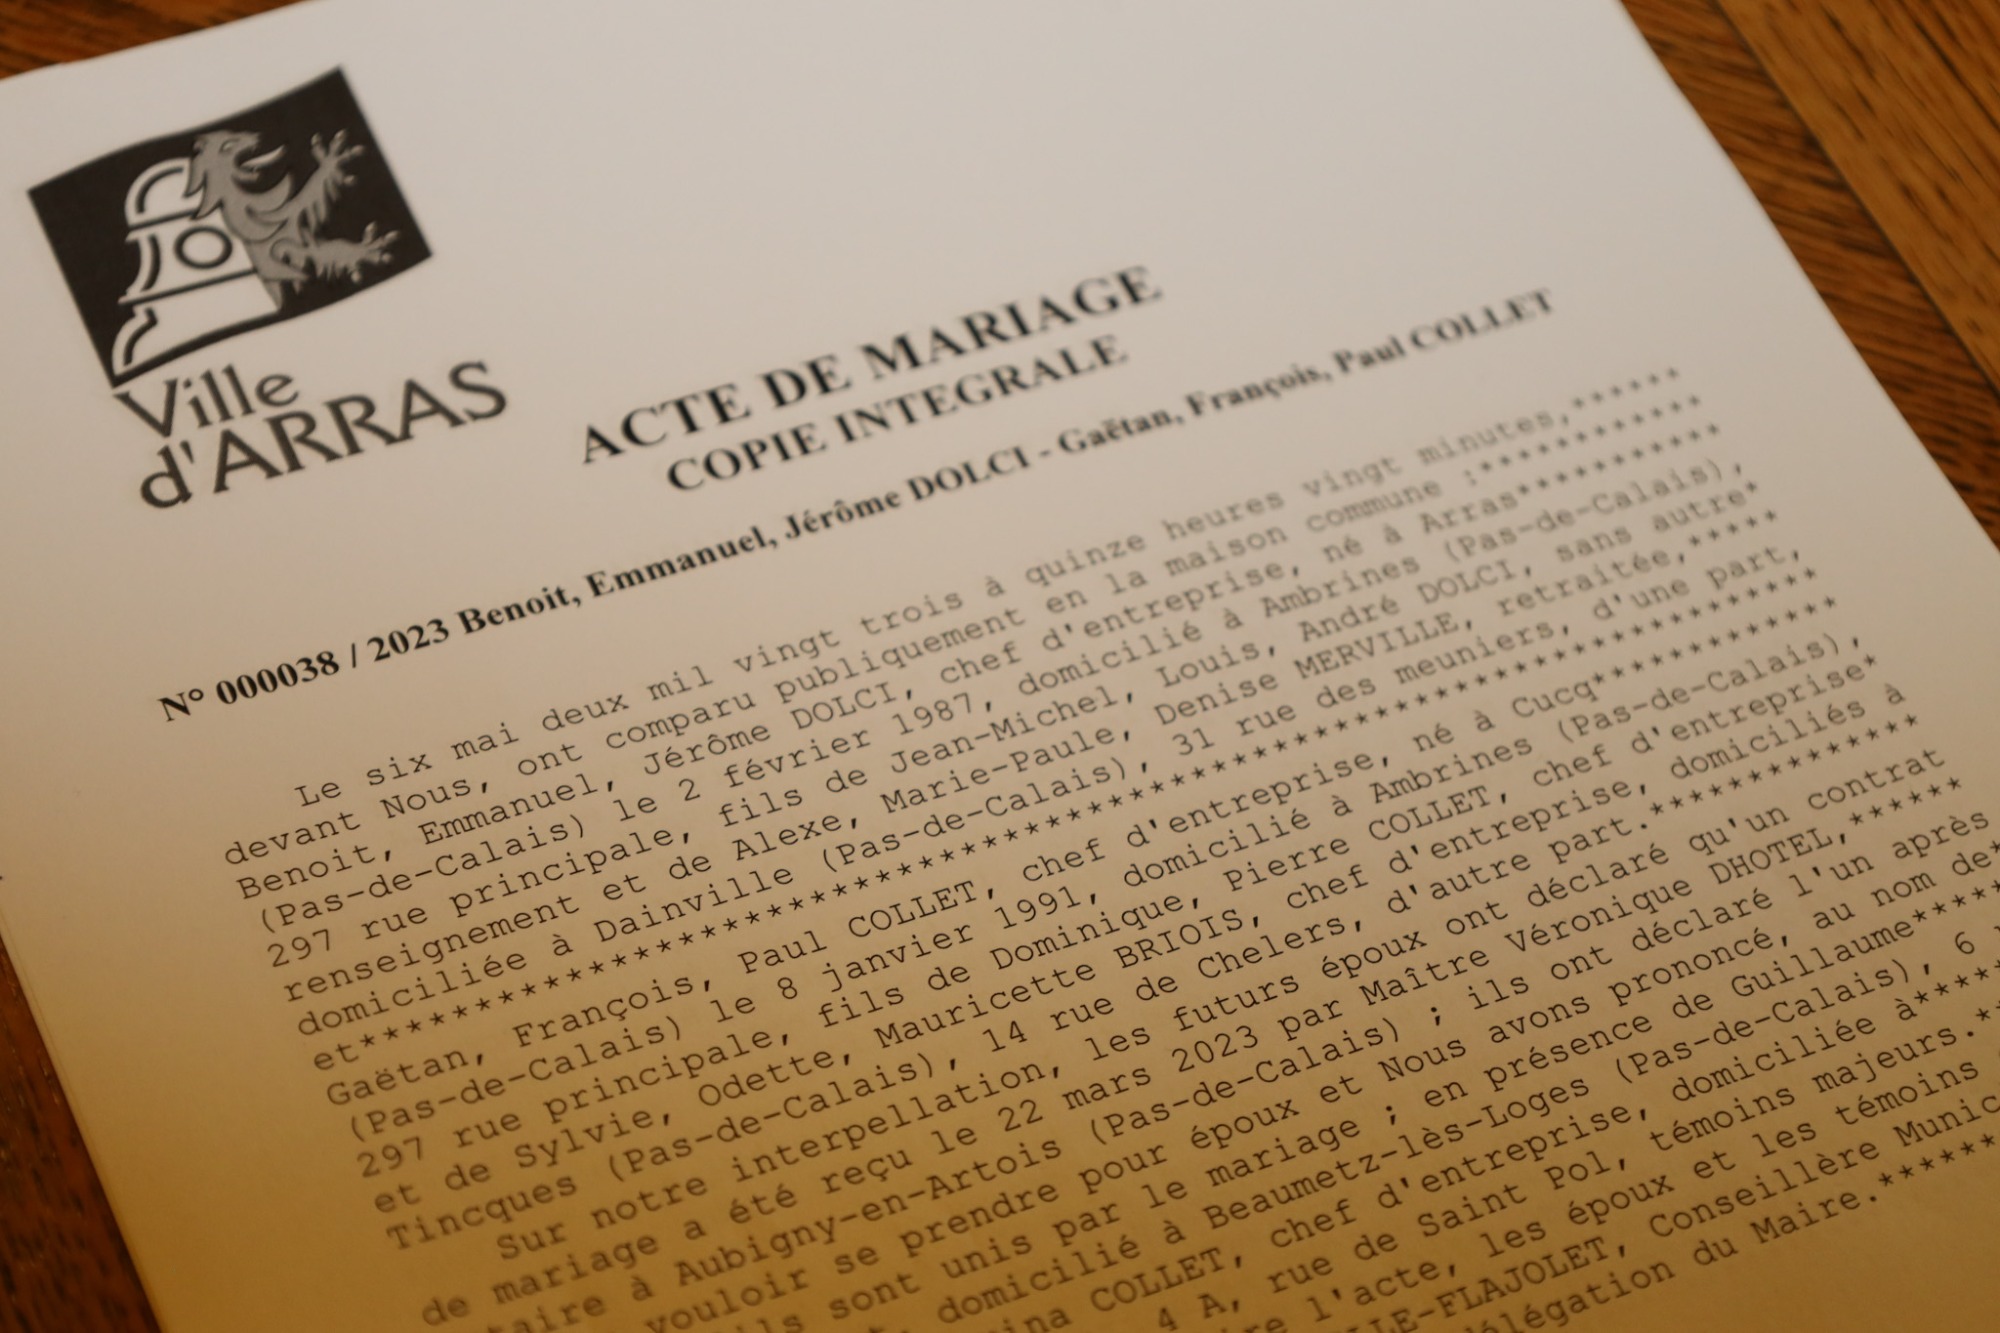 Ville
d'ARRAS
ACTE DE MARIAGE
COPIE INTEGRALE
N° 000038 / 2023 Benoit, Emmanuel, Jérôme DOLCI - Gaëtan, François, Paul COLLET
Le six mai deux mil vingt trois à quinze heures vingt minutes,******
devant Nous, ont comparu publiquement en la maison commune :************
Benoit, Emmanuel, Jérôme DOLCI, chef d'entreprise, né à Arras***********
(Pas-de-Calais) le 2 février 1987, domicilié à Ambrines (Pas-de-Calais),
297 rue principale, fils de Jean-Michel, Louis, André DOLCI, sans autre*
renseignement et de Alexe, Marie-Paule, Denise MERVILLE, retraitée,*****
domiciliée à Dainville (Pas-de-Calais), 31 rue des meuniers, d'une part,
et**********************************************************************
Gaëtan, François, Paul COLLET, chef d'entreprise, né à Cucq*************
(Pas-de-Calais) le 8 janvier 1991, domicilié à Ambrines (Pas-de-Calais),
297 rue principale, fils de Dominique, Pierre COLLET, chef d'entreprise*
et de Sylvie, Odette, Mauricette BRIOIS, chef d'entreprise, domiciliés à
Tincques (Pas-de-Calais), 14 rue de Chelers, d'autre part.*************
Sur notre interpellation, les futurs époux ont déclaré qu'un contrat
de mariage a été reçu le 22 mars 2023 par Maître Véronique DHOTEL,******
taire à Aubigny-en-Artois (Pas-de-Calais) ; ils ont déclaré l'un après
vouloir se prendre pour époux et Nous avons prononcé, au nom de*
ils sont unis par le mariage ; en présence de Guillaume*****
domicilié à Beaumetz-lès-Loges (Pas-de-Calais), 6
ina COLLET, chef d'entreprise, domiciliée à*****
4 A, rue de Saint Pol, témoins majeurs.**
re l'acte, les époux et les témoins
LLE-FLAJOLET, Conseillère Munic
élégation du Maire.*******